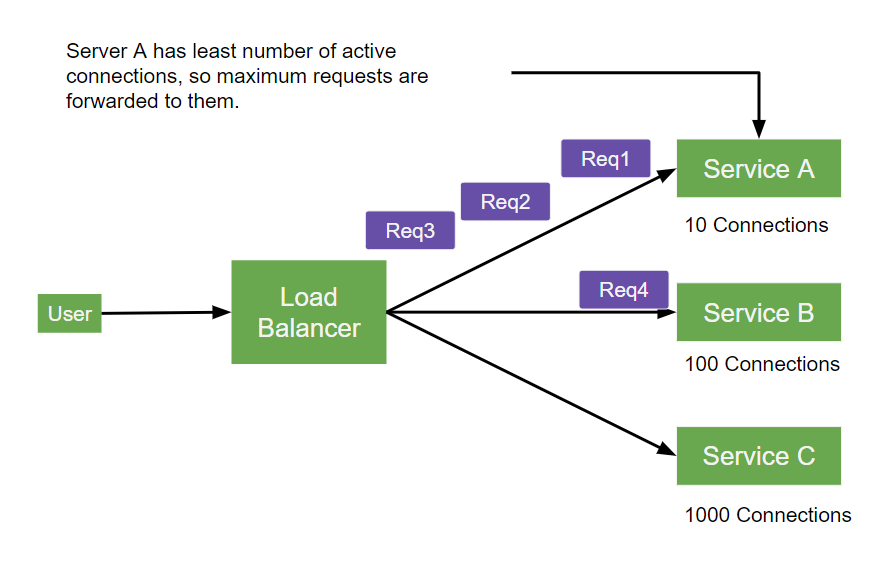 Server A has least number of active
connections, so maximum requests are
forwarded to them.
Req1
Service A
Req2
10 Connections
Req3
Load
Balancer
User
Req4
Service B
100 Connections
Service C
1000 Connections